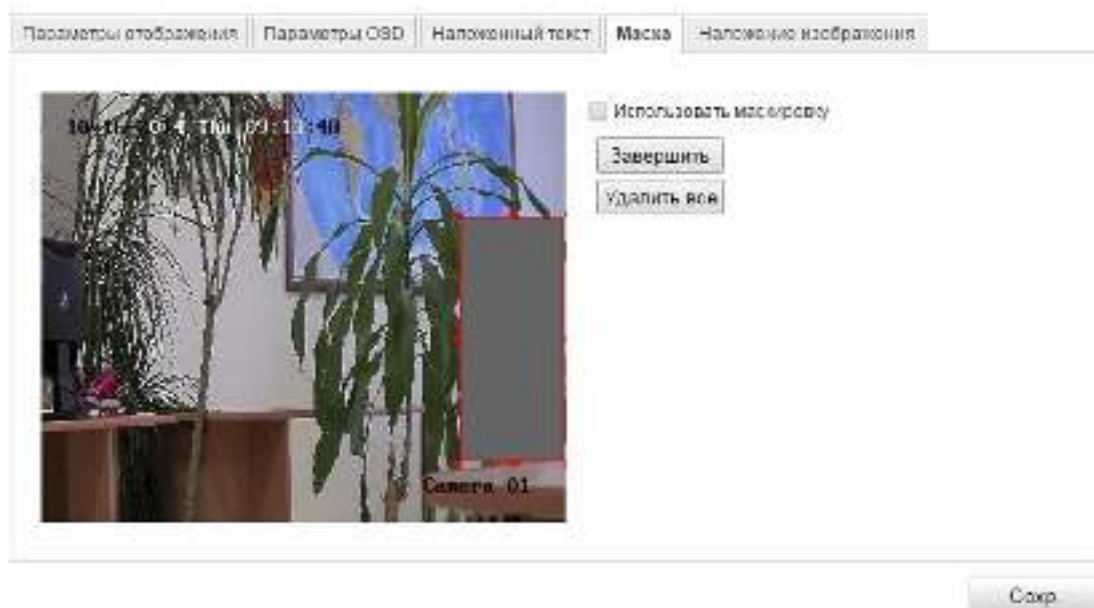 Параметры отображения Параметры OSD Наложенный текст Маска Наложение изображения
Использовать маскировку
Завершить
Удалить все
Camera 01
Сохр.